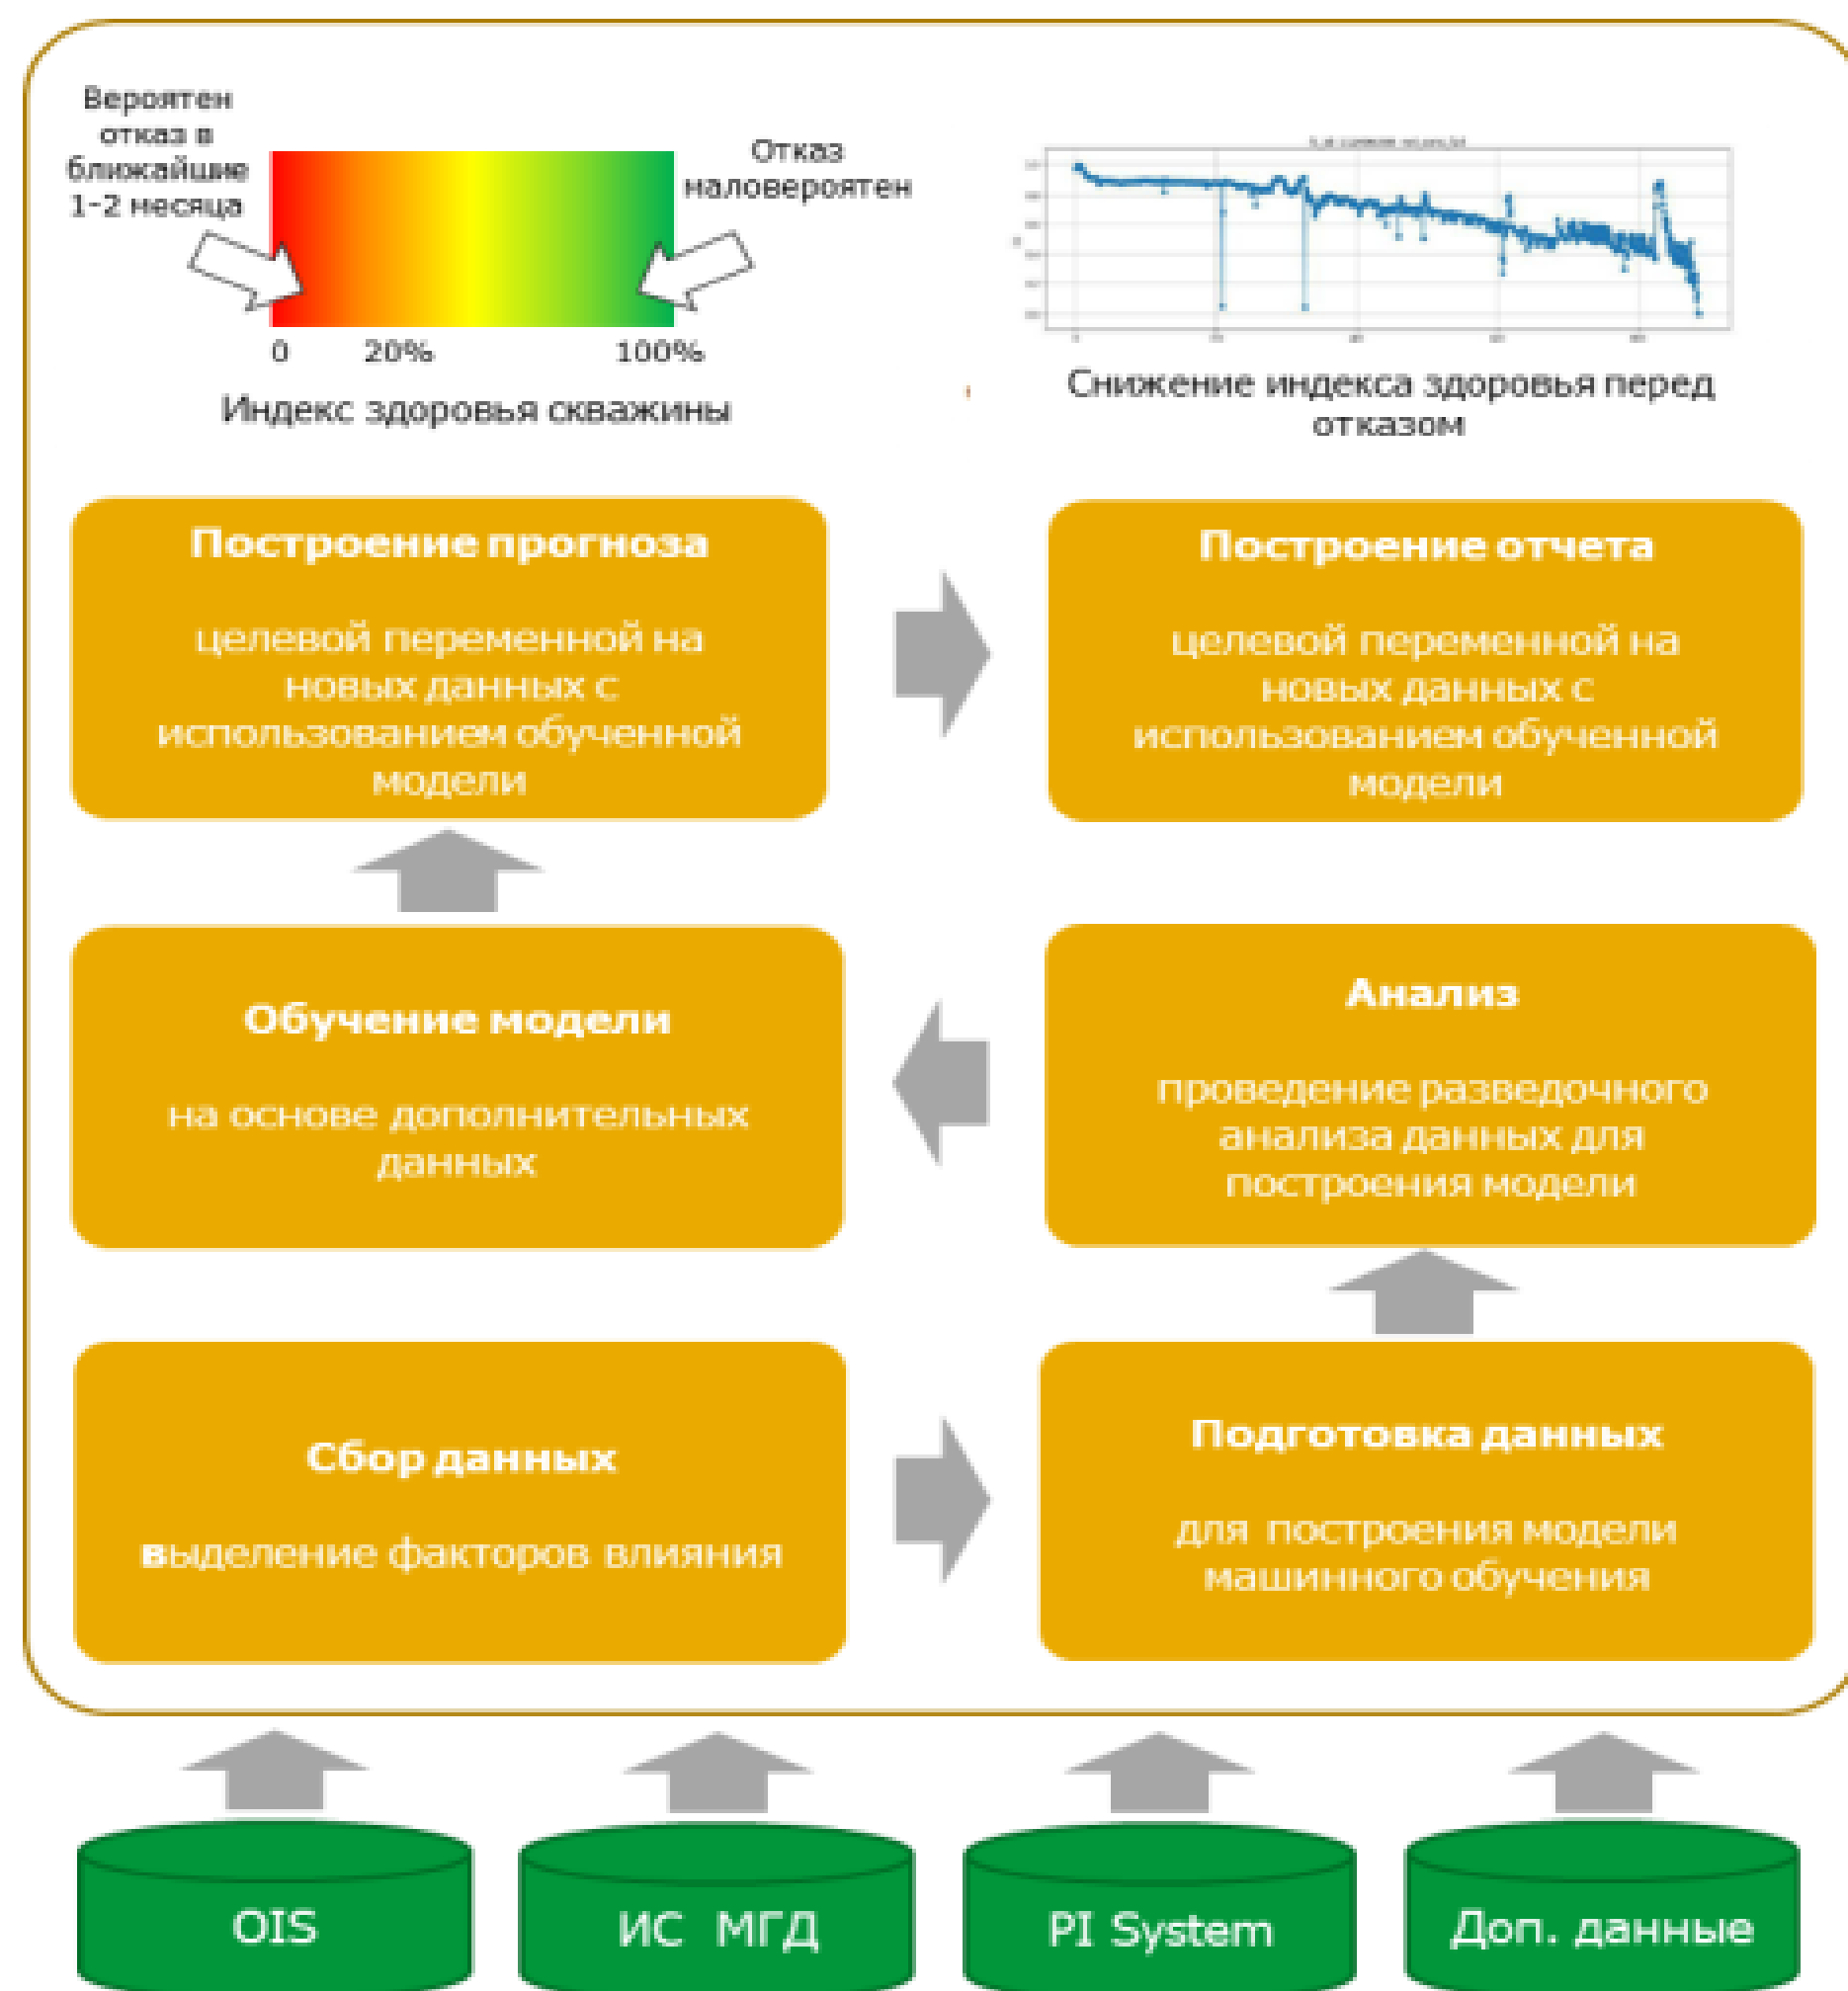 Вероятен
отказ в
ближайшие
1-2 месяца
Отказ
маловероятен
0 20% 100%
Индекс здоровья скважины
Снижение индекса здоровья перед
отказом
Построение прогноза
целевой переменной на
новых данных с
использованием обученной
модели
Построение отчета
целевой переменной на
новых данных с
использованием обученной
модели
Обучение модели
на основе дополнительных
данных
Анализ
проведение разведочного
анализа данных для
построения модели
Сбор данных
выделение факторов влияния
Подготовка данных
для построения модели
машинного обучения
OIS
ИС МГД
PI System
Доп. данные